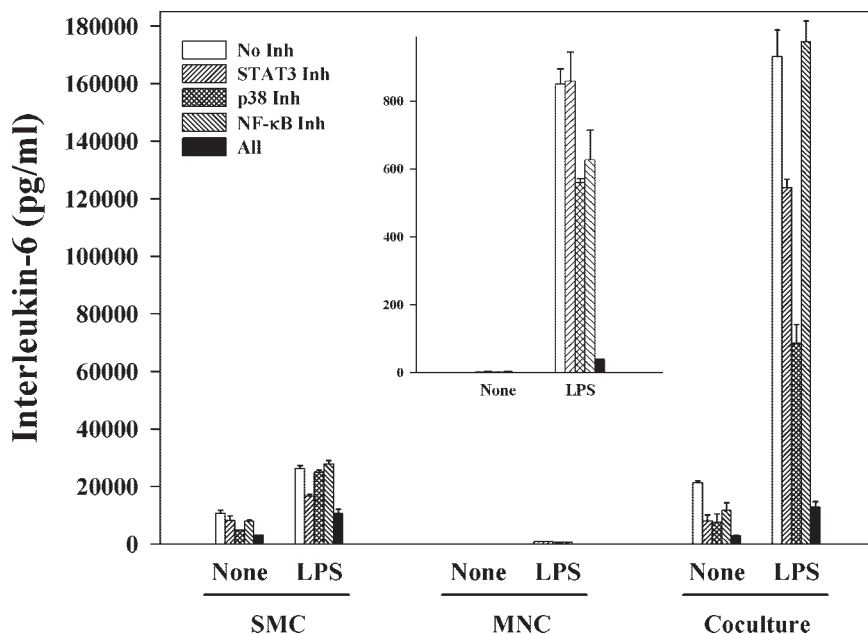 Interleukin-6 (pg/ml)
180000
160000
140000
120000
100000
80000
60000
40000
20000
0
No Inh
STAT3 Inh
p38 Inh
NF-κB Inh
All
800
600
400
200
0
None LPS
None LPS None LPS None LPS
SMC MNC Coculture